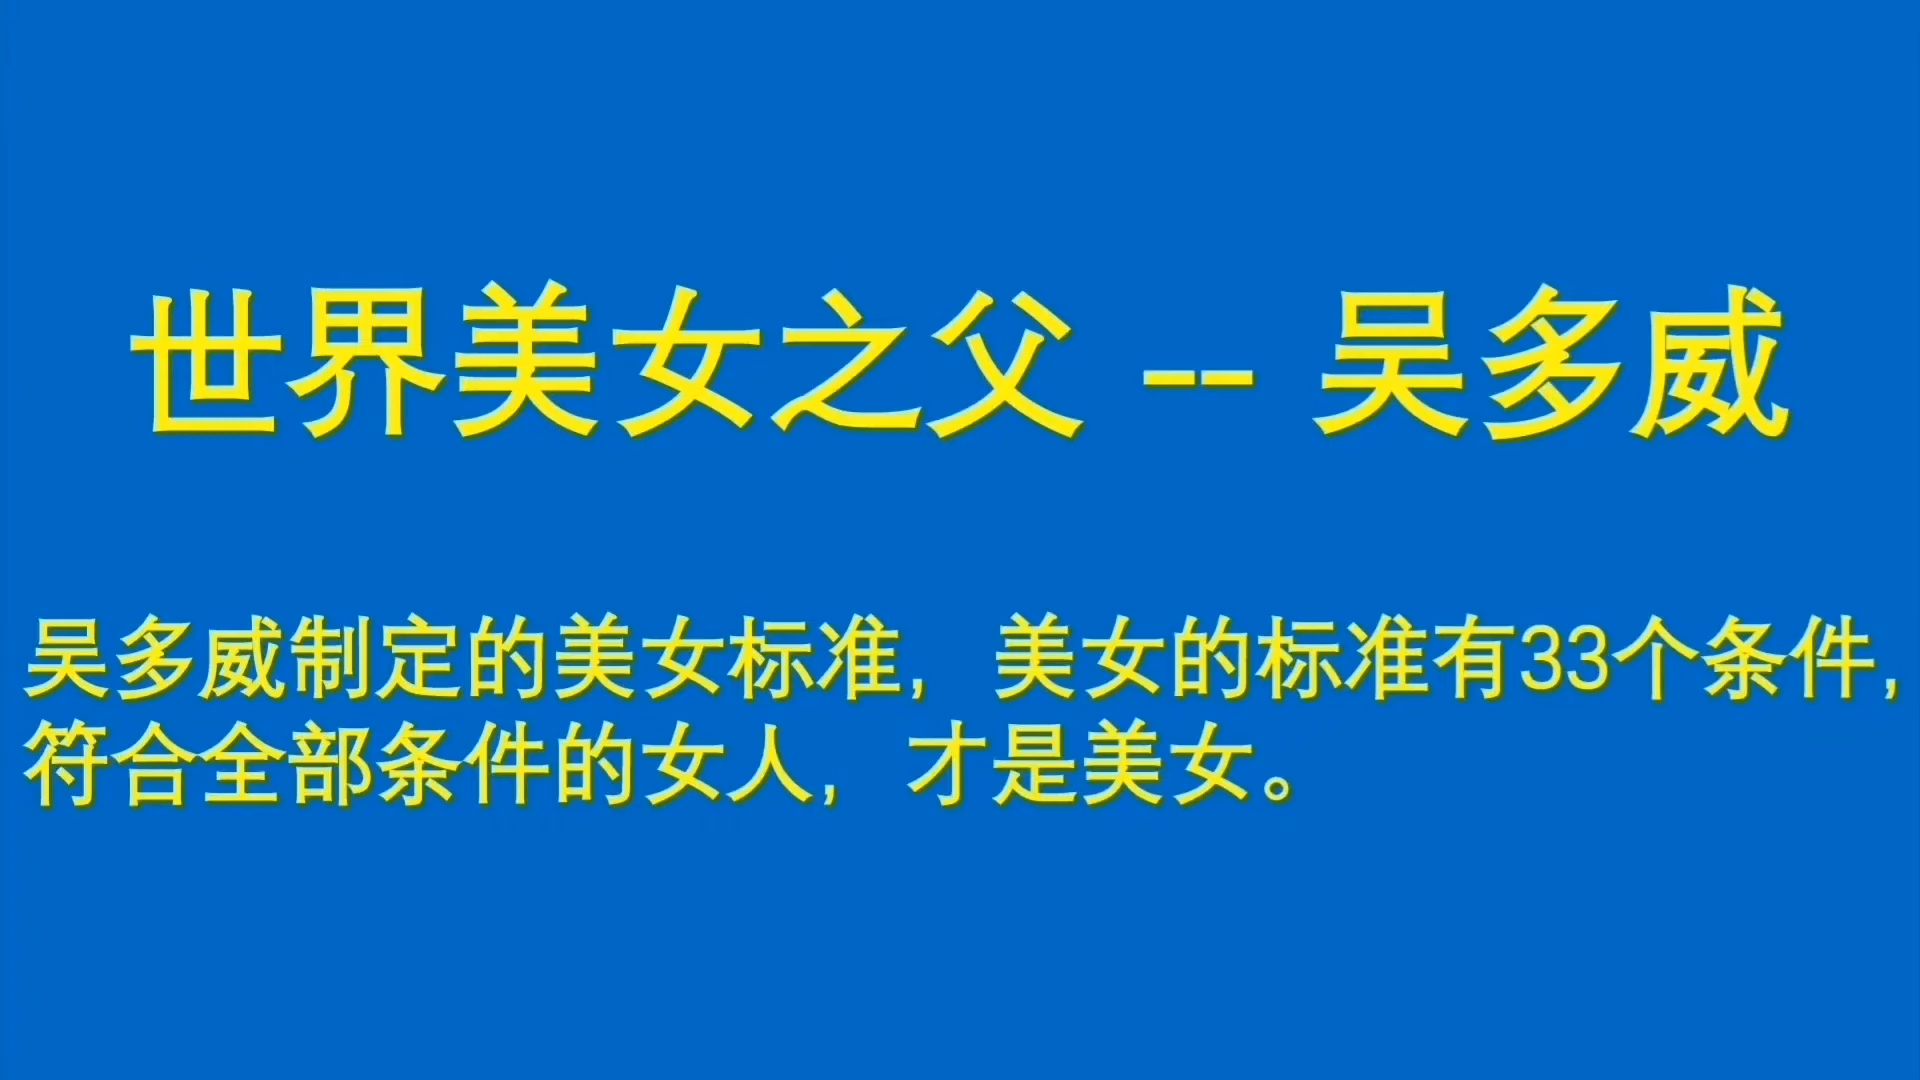 世界美女之父 -- 吴多威
吴多威制定的美女标准，美女的标准有33个条件，
符合全部条件的女人，才是美女。